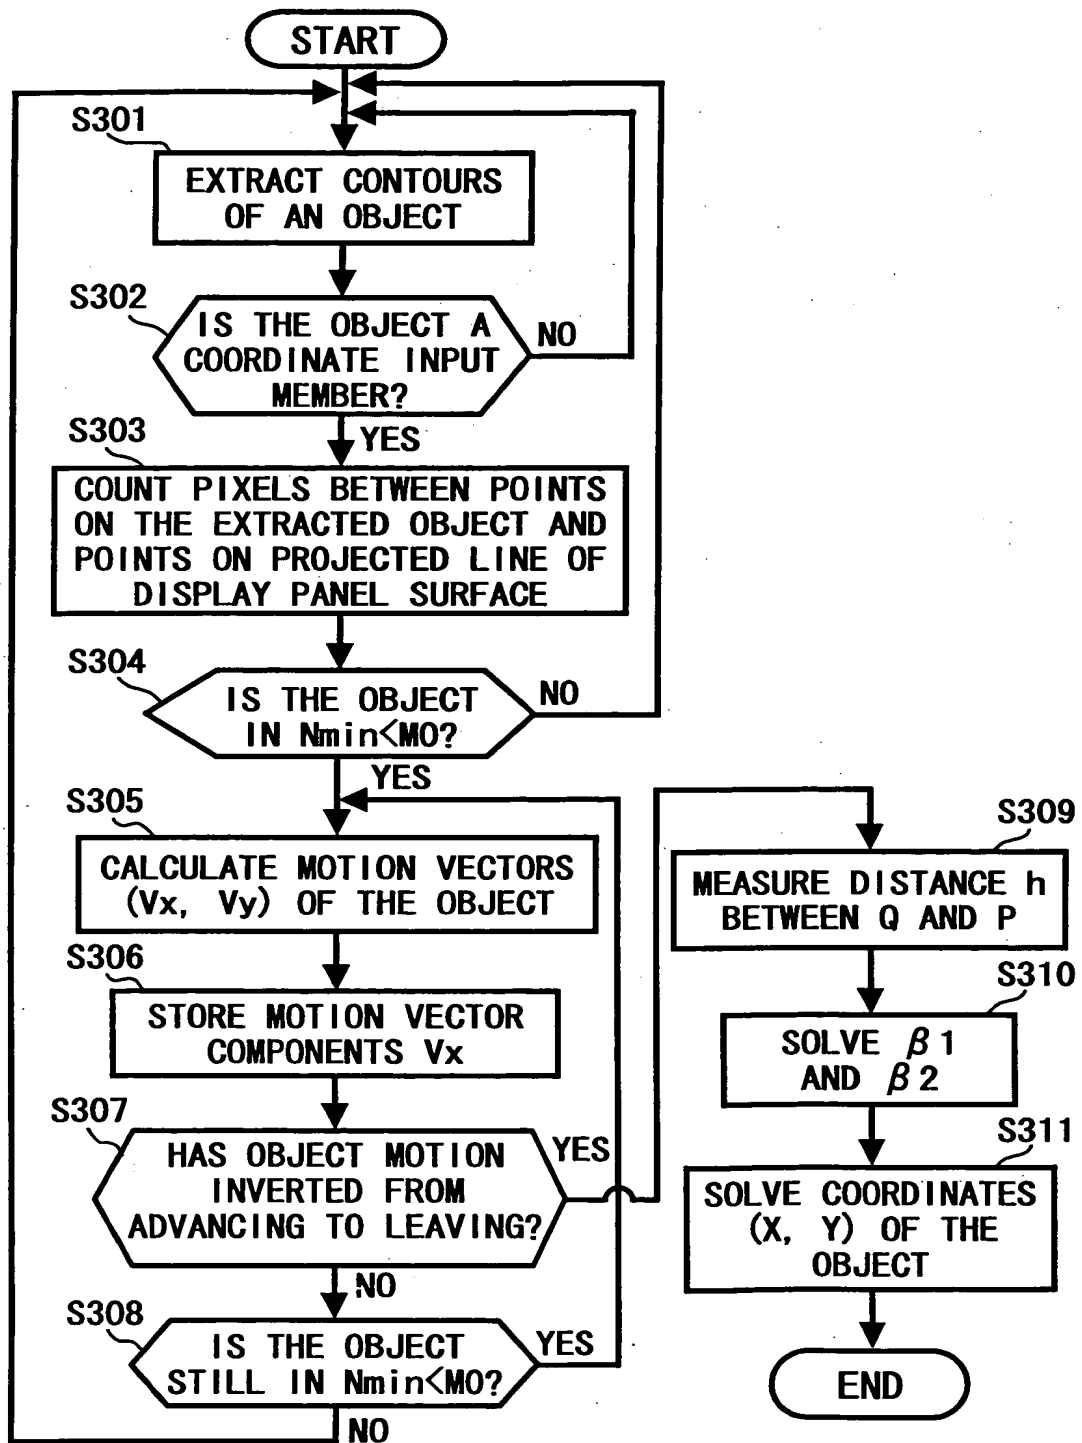 START
S301
EXTRACT CONTOURS
OF AN OBJECT
S302
IS THE OBJECT A
COORDINATE INPUT
MEMBER?
NO
YES
S303
COUNT PIXELS BETWEEN POINTS
ON THE EXTRACTED OBJECT AND
POINTS ON PROJECTED LINE OF
DISPLAY PANEL SURFACE
S304
IS THE OBJECT
IN Nmin<M0?
NO
YES
S305
CALCULATE MOTION VECTORS
(Vx, Vy) OF THE OBJECT
S306
STORE MOTION VECTOR
COMPONENTS Vx
S307
HAS OBJECT MOTION
INVERTED FROM
ADVANCING TO LEAVING?
YES
NO
S308
IS THE OBJECT
STILL IN Nmin<M0?
YES
NO
S309
MEASURE DISTANCE h
BETWEEN Q AND P
S310
SOLVE β1
AND β2
S311
SOLVE COORDINATES
(X, Y) OF THE
OBJECT
END